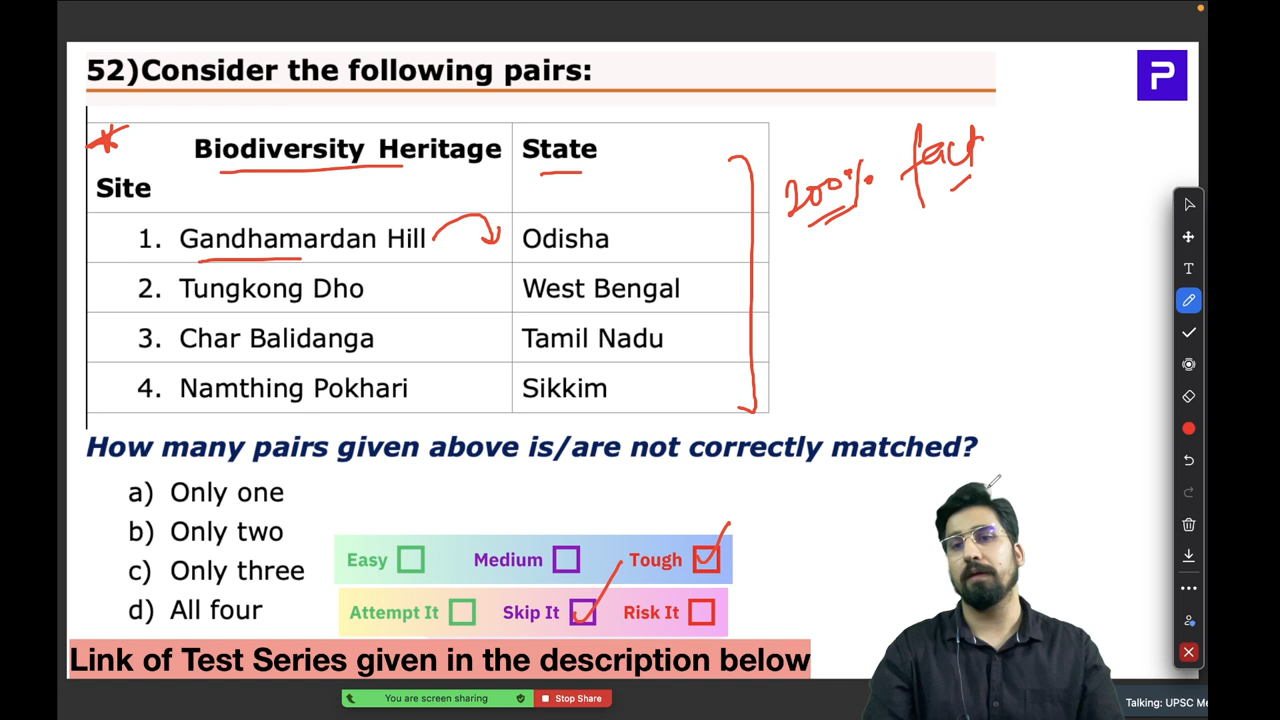 52)Consider the following pairs:
P
Biodiversity Heritage Site
State
200% fact
1. Gandhamardan Hill
Odisha
2. Tungkong Dho
West Bengal
3. Char Balidanga
Tamil Nadu
4. Namthing Pokhari
Sikkim
How many pairs given above is/are not correctly matched?
a) Only one
b) Only two
c) Only three
d) All four
Easy Medium Tough
Attempt It Skip It Risk It
Link of Test Series given in the description below
You are screen sharing Stop Share
Talking: UPSC Me
T